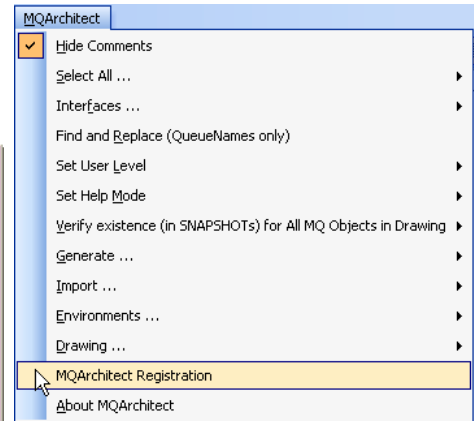 MQArchitect
Hide Comments
Select All ...
Interfaces ...
Find and Replace (QueueNames only)
Set User Level
Set Help Mode
Verify existence (in SNAPSHOTs) for All MQ Objects in Drawing
Generate ...
Import ...
Environments ...
Drawing ...
MQArchitect Registration
About MQArchitect